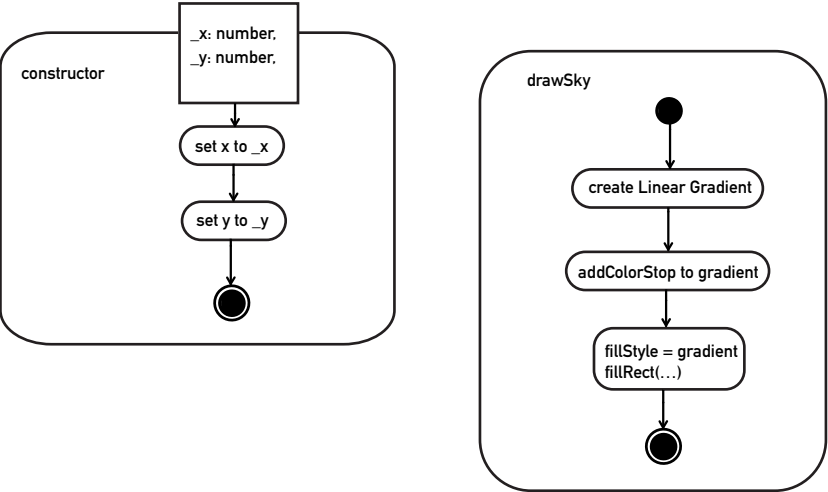 _x: number,
_y: number,
constructor
set x to _x
set y to _y
drawSky
create Linear Gradient
addColorStop to gradient
fillStyle = gradient
fillRect(...)